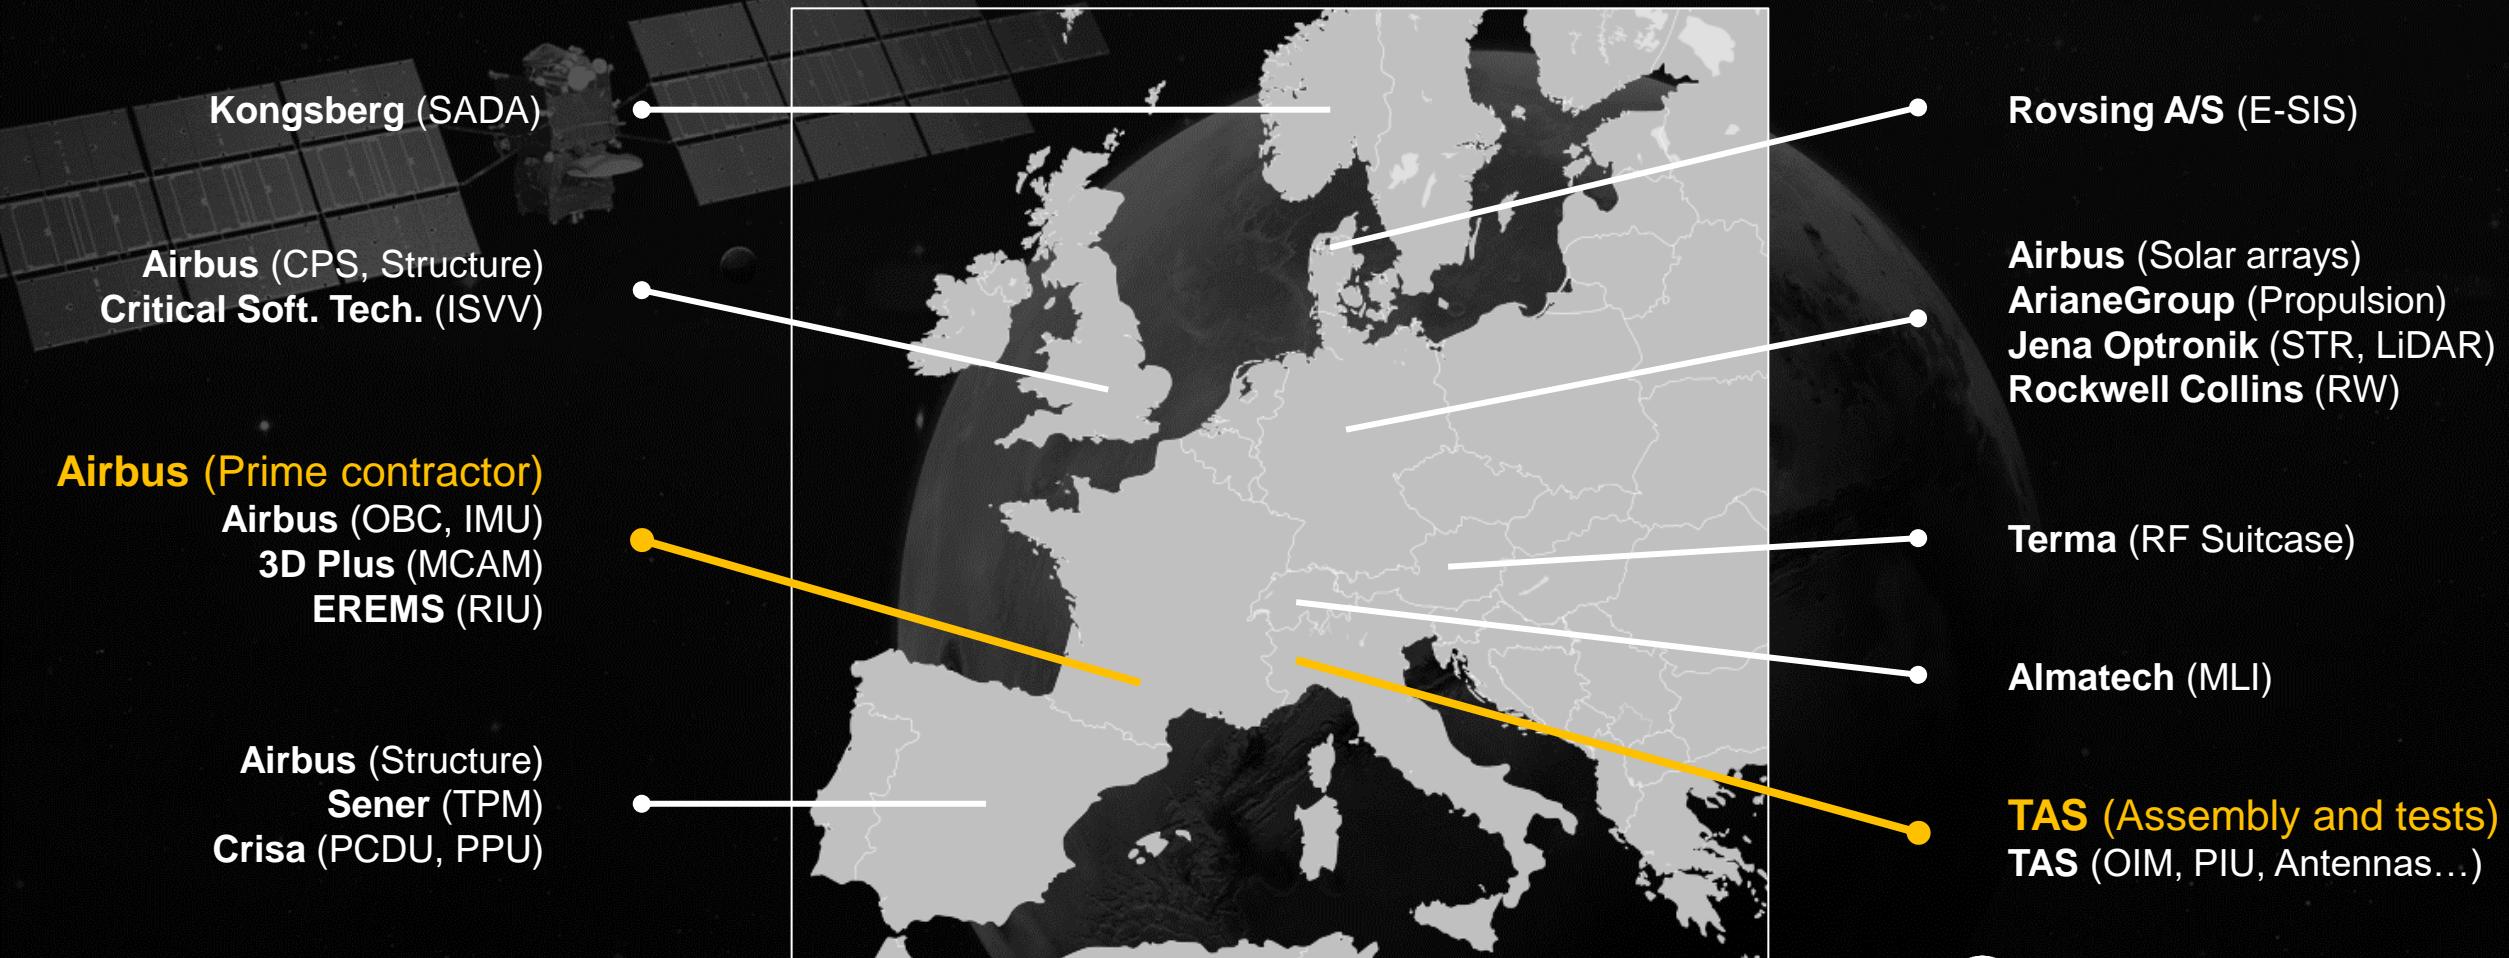 Kongsberg (SADA)
Airbus (CPS, Structure)
Critical Soft. Tech. (ISVV)
Airbus (Prime contractor)
Airbus (OBC, IMU)
3D Plus (MCAM)
EREMS (RIU)
Airbus (Structure)
Sener (TPM)
Crisa (PCDU, PPU)
Rovsing A/S (E-SIS)
Airbus (Solar arrays)
ArianeGroup (Propulsion)
Jena Optronik (STR, LiDAR)
Rockwell Collins (RW)
Terma (RF Suitcase)
Almatech (MLI)
TAS (Assembly and tests)
TAS (OIM, PIU, Antennas…)